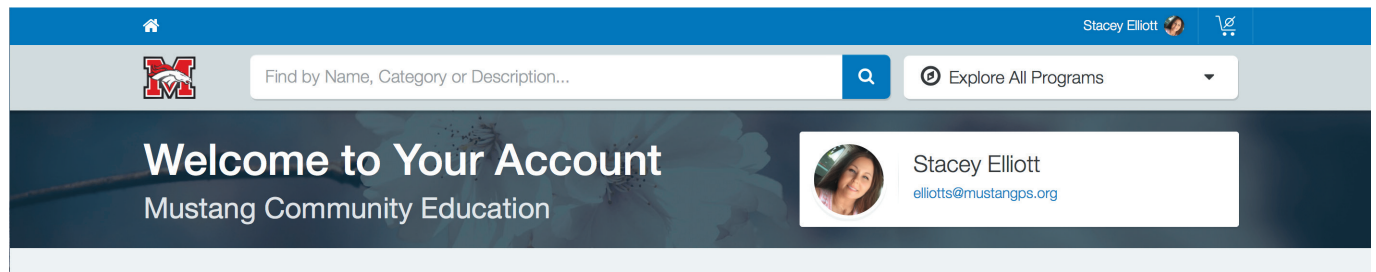 Stacey Elliott
M
Find by Name, Category or Description...
Explore All Programs
Welcome to Your Account
Mustang Community Education
Stacey Elliott
elliotts@mustangps.org